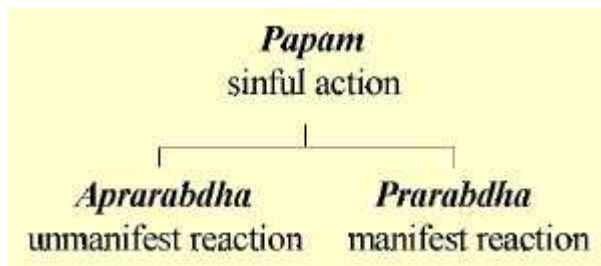 Papam
sinful action
Aprarabdha Prarabdha
unmanifest reaction manifest reaction